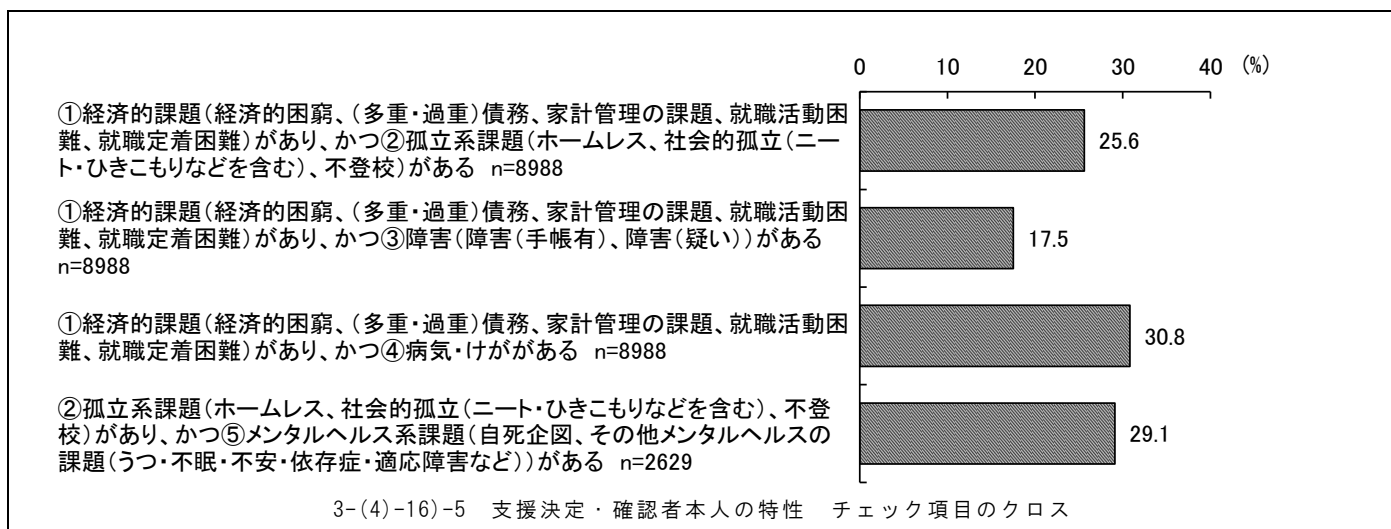 0 10 20 30 40 (%)
①経済的課題(経済的困窮、(多重・過重)債務、家計管理の課題、就職活動困
難、就職定着困難)があり、かつ②孤立系課題(ホームレス、社会的孤立(ニー
ト・ひきこもりなどを含む)、不登校)がある n=8988
25.6
①経済的課題(経済的困窮、(多重・過重)債務、家計管理の課題、就職活動困
難、就職定着困難)があり、かつ③障害(障害(手帳有)、障害(疑い))がある
n=8988
17.5
①経済的課題(経済的困窮、(多重・過重)債務、家計管理の課題、就職活動困
難、就職定着困難)があり、かつ④病気・けががある n=8988
30.8
②孤立系課題(ホームレス、社会的孤立(ニート・ひきこもりなどを含む)、不登
校)があり、かつ⑤メンタルヘルス系課題(自死企図、その他メンタルヘルスの
課題(うつ・不眠・不安・依存症・適応障害など))がある n=2629
29.1
3-(4)-16)-5 支援決定・確認者本人の特性 チェック項目のクロス